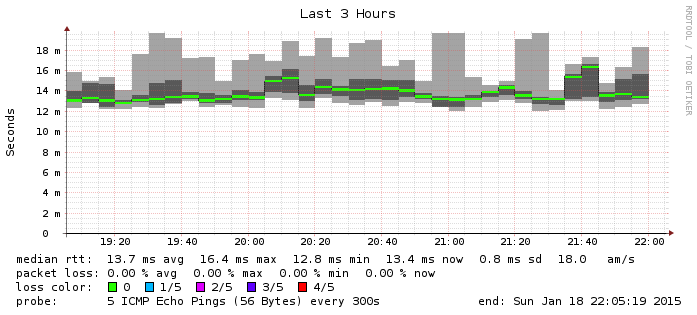 Last 3 Hours
RRDTOOL / TOBI OETIKER
Seconds
18 m
16 m
14 m
12 m
10 m
8 m
6 m
4 m
2 m
0
19:20 19:40 20:00 20:20 20:40 21:00 21:20 21:40 22:00
median rtt: 13.7 ms avg 16.4 ms max 12.8 ms min 13.4 ms now 0.8 ms sd 18.0 am/s
packet loss: 0.00 % avg 0.00 % max 0.00 % min 0.00 % now
loss color: 0 1/5 2/5 3/5 4/5
probe: 5 ICMP Echo Pings (56 Bytes) every 300s end: Sun Jan 18 22:05:19 2015